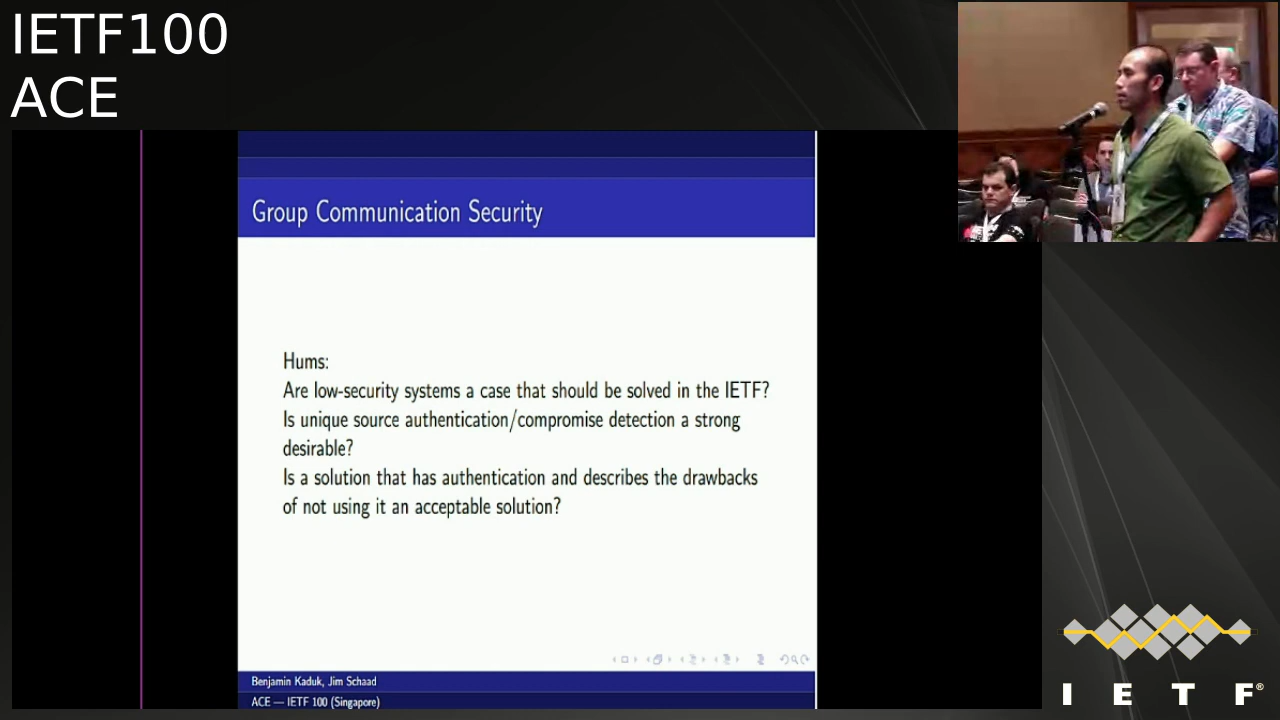 IETF100
ACE
Group Communication Security
Hums:
Are low-security systems a case that should be solved in the IETF?
Is unique source authentication/compromise detection a strong
desirable?
Is a solution that has authentication and describes the drawbacks
of not using it an acceptable solution?
Benjamin Kaduk, Jim Schaad
ACE — IETF 100 (Singapore)
I E T F®